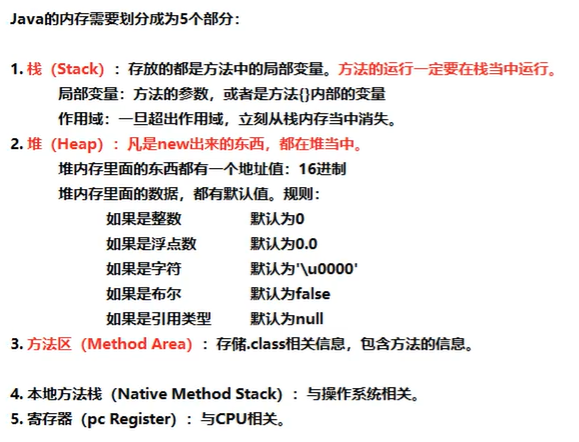 Java的内存需要划分成为5个部分：
1. 栈（Stack）：存放的都是方法中的局部变量。方法的运行一定要在栈当中运行。
局部变量：方法的参数，或者是方法{}内部的变量
作用域：一旦超出作用域，立刻从栈内存当中消失。
2. 堆（Heap）：凡是new出来的东西，都在堆当中。
堆内存里面的东西都有一个地址值：16进制
堆内存里面的数据，都有默认值。规则：
如果是整数 默认为0
如果是浮点数 默认为0.0
如果是字符 默认为'\u0000'
如果是布尔 默认为false
如果是引用类型 默认为null
3. 方法区（Method Area）：存储.class相关信息，包含方法的信息。
4. 本地方法栈（Native Method Stack）：与操作系统相关。
5. 寄存器（pc Register）：与CPU相关。